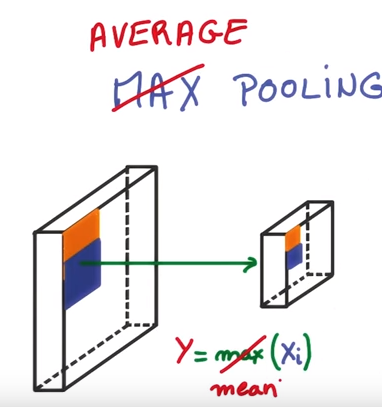 AVERAGE
MAX POOLING
Y = max (Xi)
mean